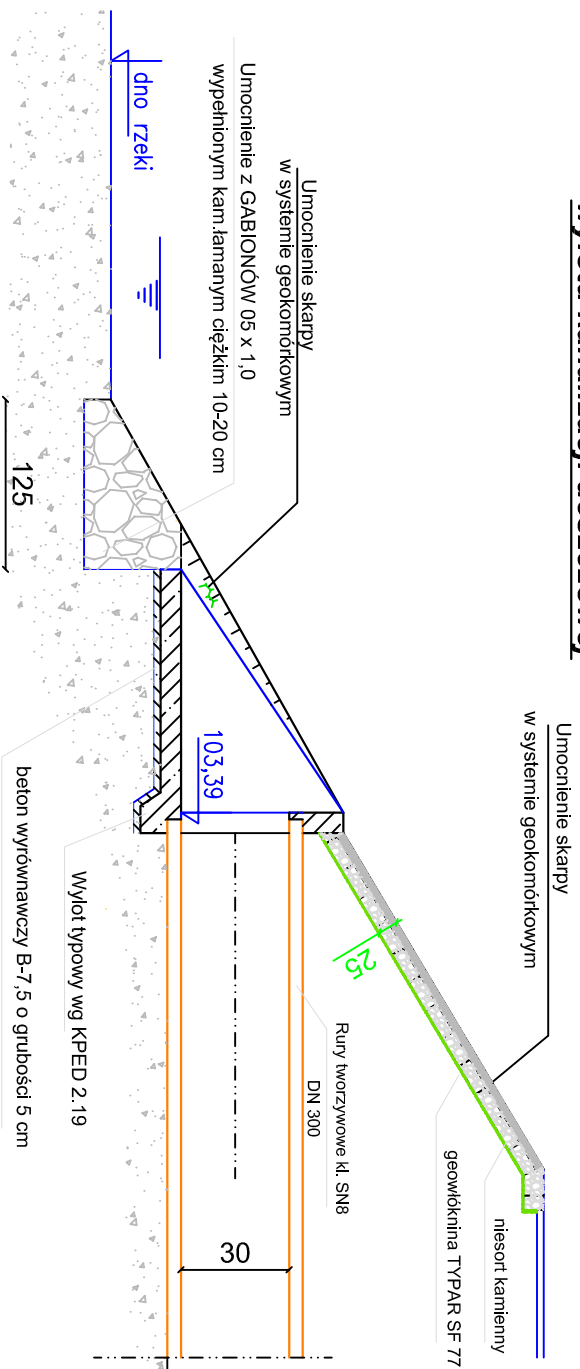 Umocnienie skarpy
w systemie geokomórkowym
Umocnienie skarpy
w systemie geokomórkowym
Umocnienie z GABIONÓW 05 x 1,0
wypełnionym kam.łamanym ciężkim 10-20 cm
dno rzeki
125
103,39
25
niesort kamienny
geowłóknina TYPAR SF 77
Rury tworzywowe kl. SN8
DN 300
30
Wylot typowy wg KPED 2.19
beton wyrównawczy B-7,5 o grubości 5 cm